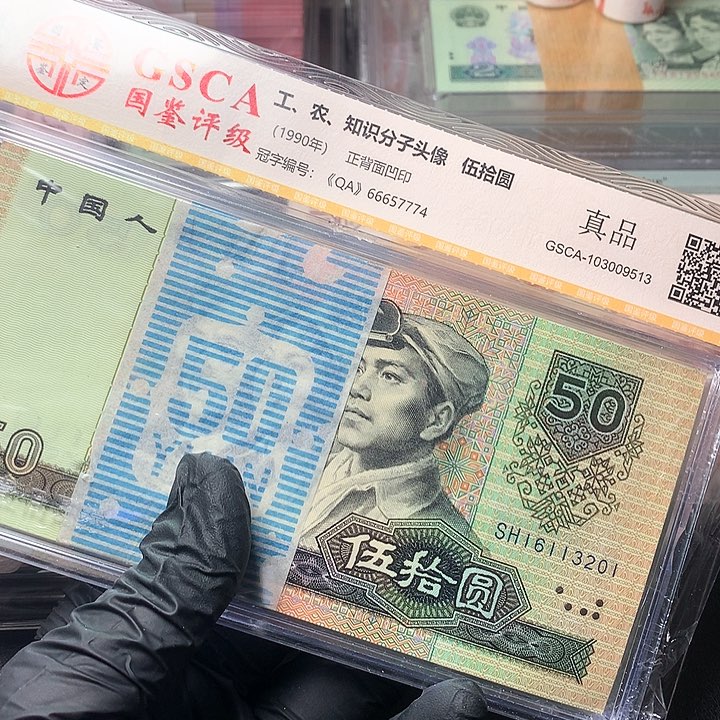 GSCA
国鉴评级
工、农、知识分子头像 伍拾圆
(1990年) 正背面凹印
冠字编号: 《QA》66657774
真品
GSCA-103009513
中国人
50
YUAN
50
50
SH16113201
伍拾圆